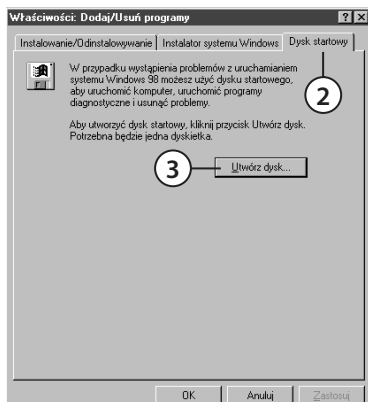 Właściwości: Dodaj/Usuń programy
Instalowanie/Odinstalowywanie Instalator systemu Windows Dysk startowy
W przypadku wystąpienia problemów z uruchamianiem
systemu Windows 98 możesz użyć dysku startowego,
aby uruchomić komputer, uruchomić programy
diagnostyczne i usunąć problemy.
2
Aby utworzyć dysk startowy, kliknij przycisk Utwórz dysk.
Potrzebna będzie jedna dyskietka.
3 Utwórz dysk...
OK Anuluj Zastosuj